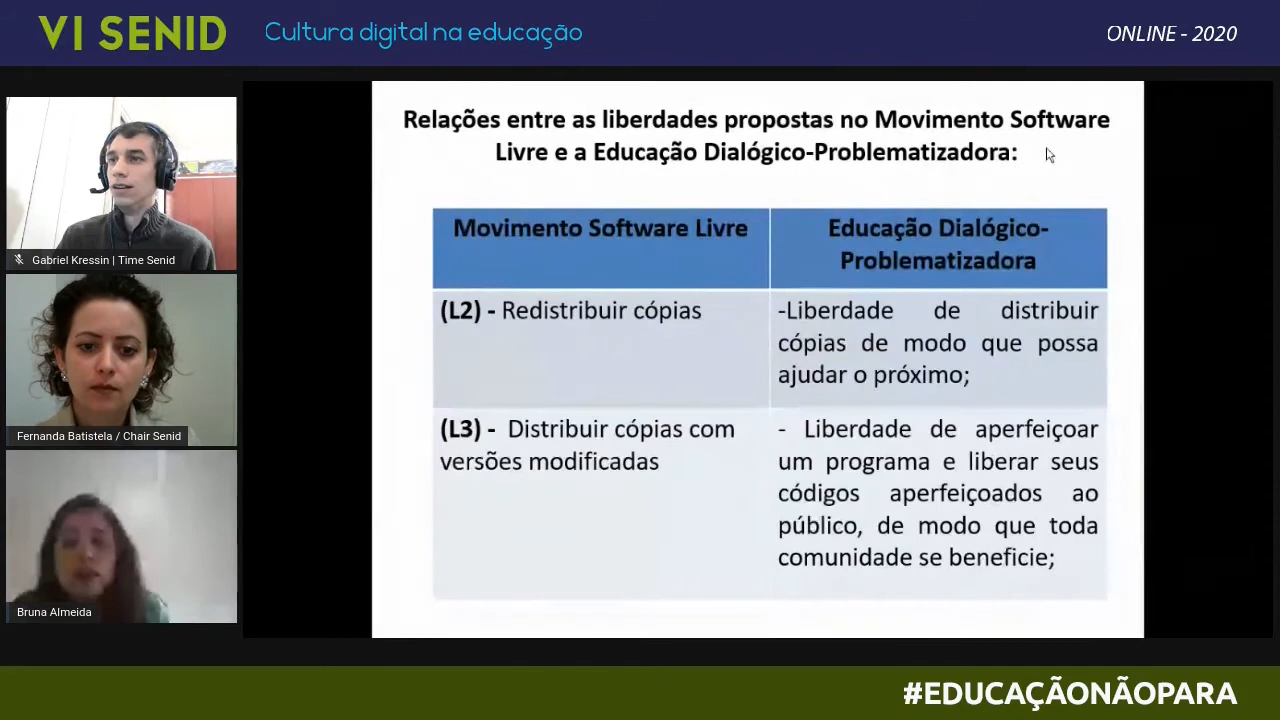 VI SENID
Cultura digital na educação
ONLINE - 2020
Gabriel Kressin | Time Senid
Fernanda Batistela / Chair Senid
Bruna Almeida
Relações entre as liberdades propostas no Movimento Software
Livre e a Educação Dialógico-Problematizadora:
Movimento Software Livre
Educação Dialógico-
Problematizadora
(L2) - Redistribuir cópias
-Liberdade de distribuir
cópias de modo que possa
ajudar o próximo;
(L3) - Distribuir cópias com
versões modificadas
- Liberdade de aperfeiçoar
um programa e liberar seus
códigos aperfeiçoados ao
público, de modo que toda
comunidade se beneficie;
#EDUCAÇÃONÃOPARA